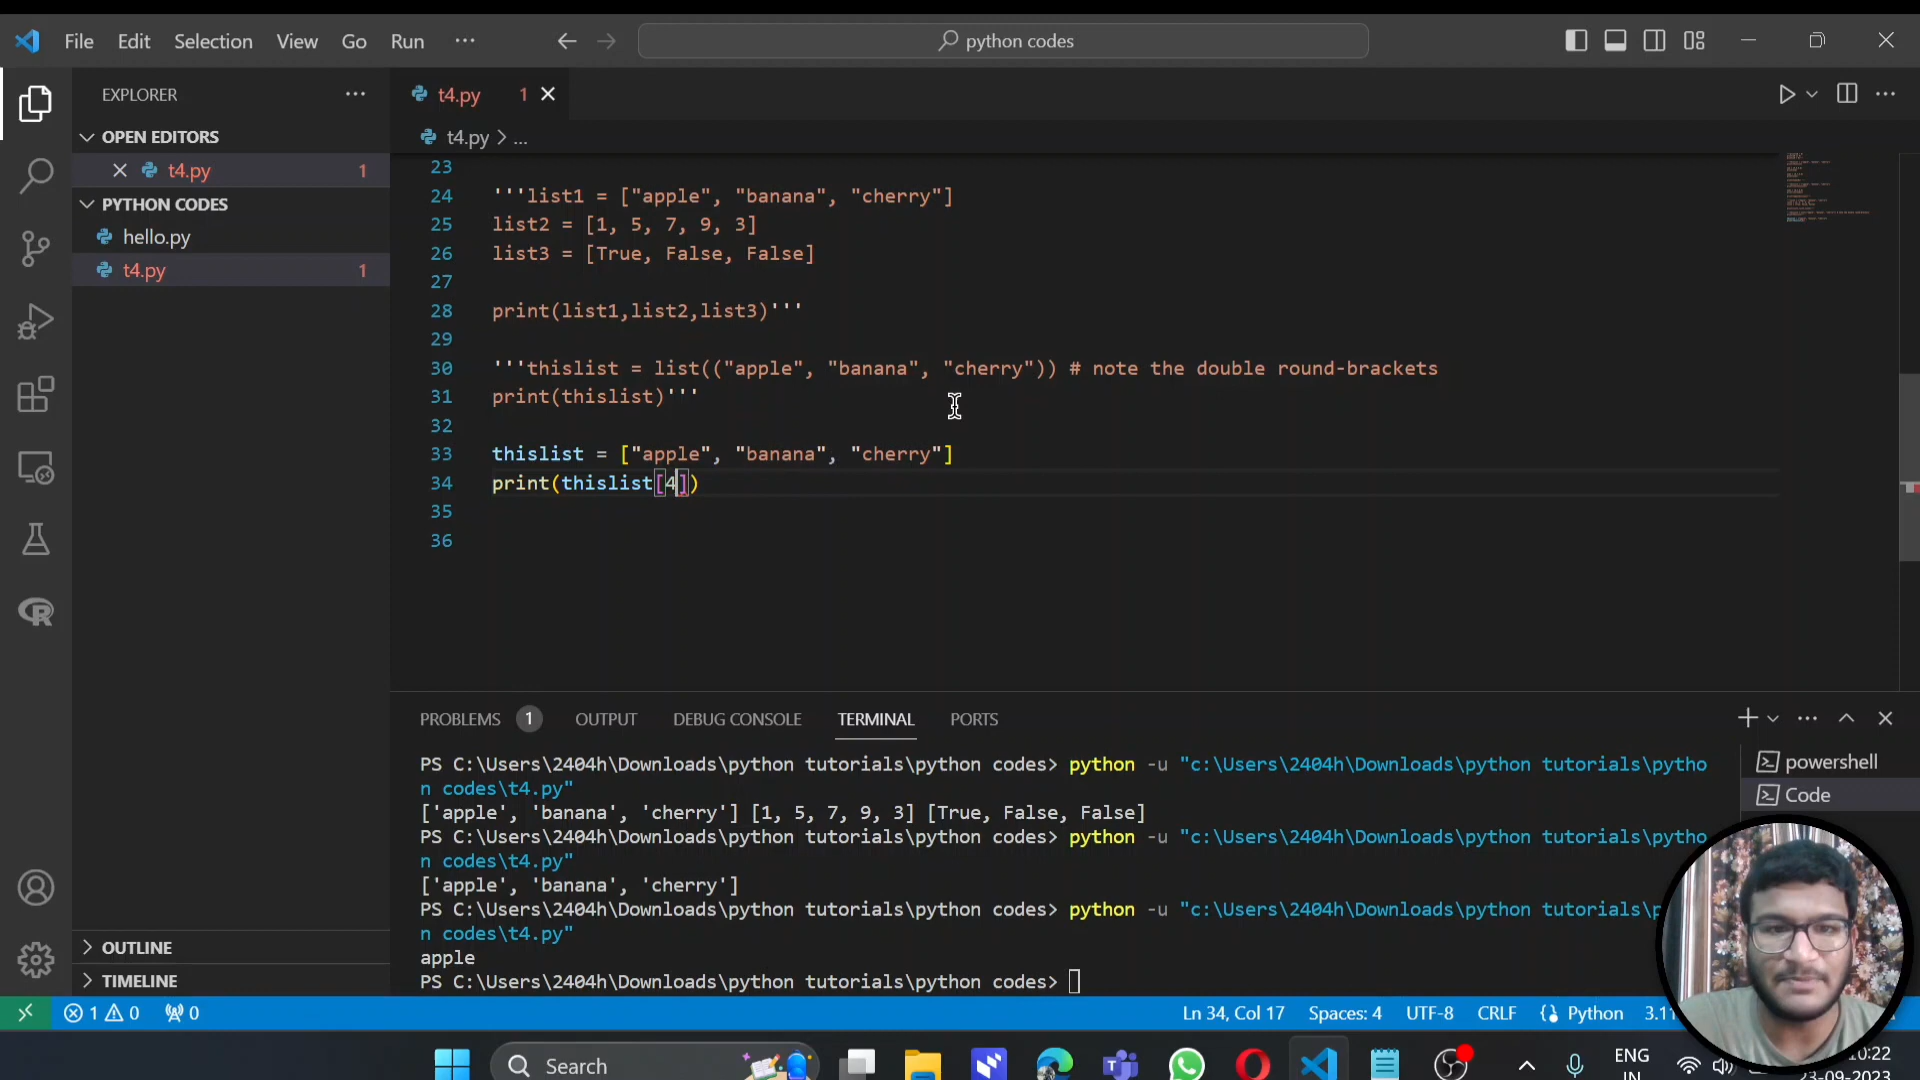 File Edit Selection View Go Run ...
python codes
EXPLORER
OPEN EDITORS
t4.py 1
PYTHON CODES
hello.py
t4.py 1
OUTLINE
TIMELINE
t4.py 1
t4.py > ...
23
24 '''list1 = ["apple", "banana", "cherry"]
25 list2 = [1, 5, 7, 9, 3]
26 list3 = [True, False, False]
27
28 print(list1,list2,list3)'''
29
30 '''thislist = list(("apple", "banana", "cherry")) # note the double round-brackets
31 print(thislist)'''
32
33 thislist = ["apple", "banana", "cherry"]
34 print(thislist[4])
35
36
PROBLEMS 1 OUTPUT DEBUG CONSOLE TERMINAL PORTS
PS C:\Users\2404h\Downloads\python tutorials\python codes> python -u "c:\Users\2404h\Downloads\python tutorials\pytho
n codes\t4.py"
['apple', 'banana', 'cherry'] [1, 5, 7, 9, 3] [True, False, False]
PS C:\Users\2404h\Downloads\python tutorials\python codes> python -u "c:\Users\2404h\Downloads\python tutorials\pytho
n codes\t4.py"
['apple', 'banana', 'cherry']
PS C:\Users\2404h\Downloads\python tutorials\python codes> python -u "c:\Users\2404h\Downloads\python tutorials\p
n codes\t4.py"
apple
PS C:\Users\2404h\Downloads\python tutorials\python codes>
powershell
Code
1 0 0 Ln 34, Col 17 Spaces: 4 UTF-8 CRLF Python 3.11
Search
ENG
IN
10:22
23-09-2023